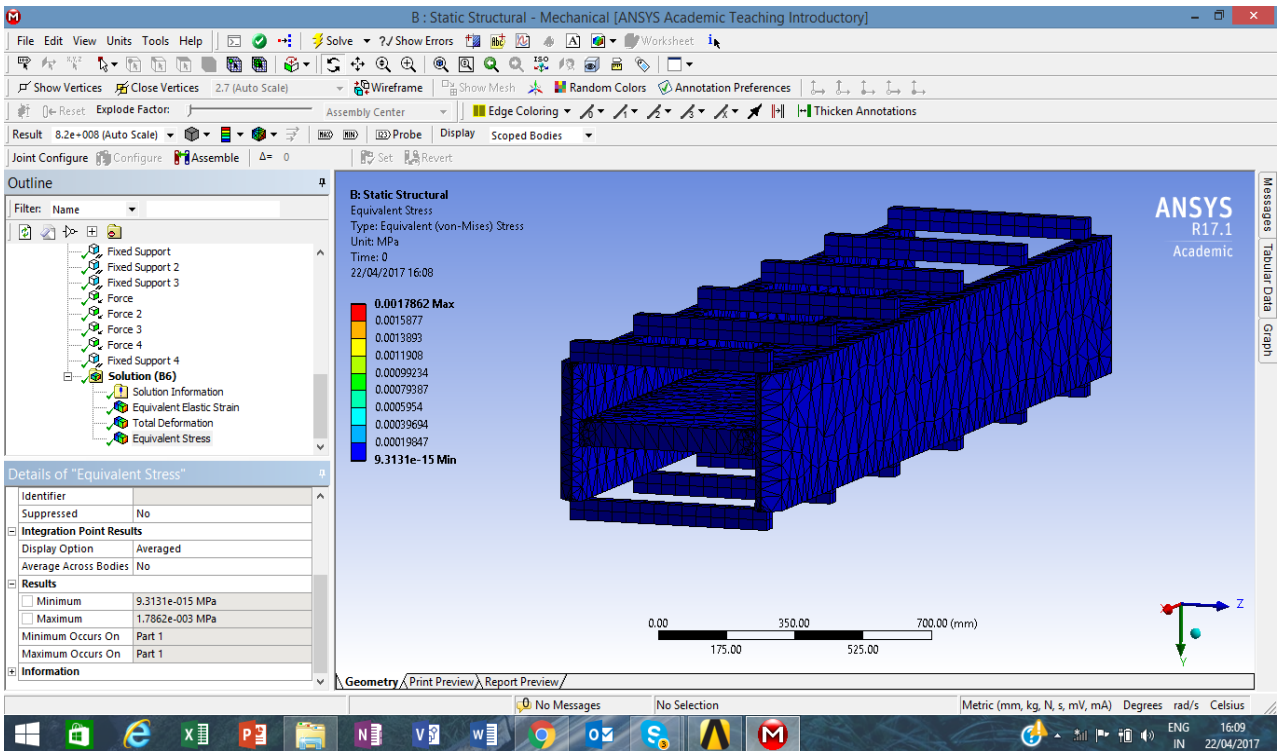 B : Static Structural - Mechanical [ANSYS Academic Teaching Introductory]
File Edit View Units Tools Help Solve ?/ Show Errors Worksheet
Show Vertices Close Vertices 2.7 (Auto Scale) Wireframe Show Mesh Random Colors Annotation Preferences
Reset Explode Factor: Assembly Center Edge Coloring Thicken Annotations
Result 8.2e+008 (Auto Scale) MAX MIN Probe Display Scoped Bodies
Joint Configure Configure Assemble Δ= 0 Set Revert
Outline
Filter: Name
Fixed Support
Fixed Support 2
Fixed Support 3
Force
Force 2
Force 3
Force 4
Fixed Support 4
Solution (B6)
Solution Information
Equivalent Elastic Strain
Total Deformation
Equivalent Stress
Details of "Equivalent Stress"
Identifier
Suppressed No
Integration Point Results
Display Option Averaged
Average Across Bodies No
Results
Minimum 9.3131e-015 MPa
Maximum 1.7862e-003 MPa
Minimum Occurs On Part 1
Maximum Occurs On Part 1
Information
B: Static Structural
Equivalent Stress
Type: Equivalent (von-Mises) Stress
Unit: MPa
Time: 0
22/04/2017 16:08
0.0017862 Max
0.0015877
0.0013893
0.0011908
0.00099234
0.00079387
0.0005954
0.00039694
0.00019847
9.3131e-15 Min
ANSYS
R17.1
Academic
0.00 350.00 700.00 (mm)
175.00 525.00
Z
Y
Messages
Tabular Data
Graph
Geometry Print Preview Report Preview
No Messages No Selection Metric (mm, kg, N, s, mV, mA) Degrees rad/s Celsius
ENG 16:09
IN 22/04/2017